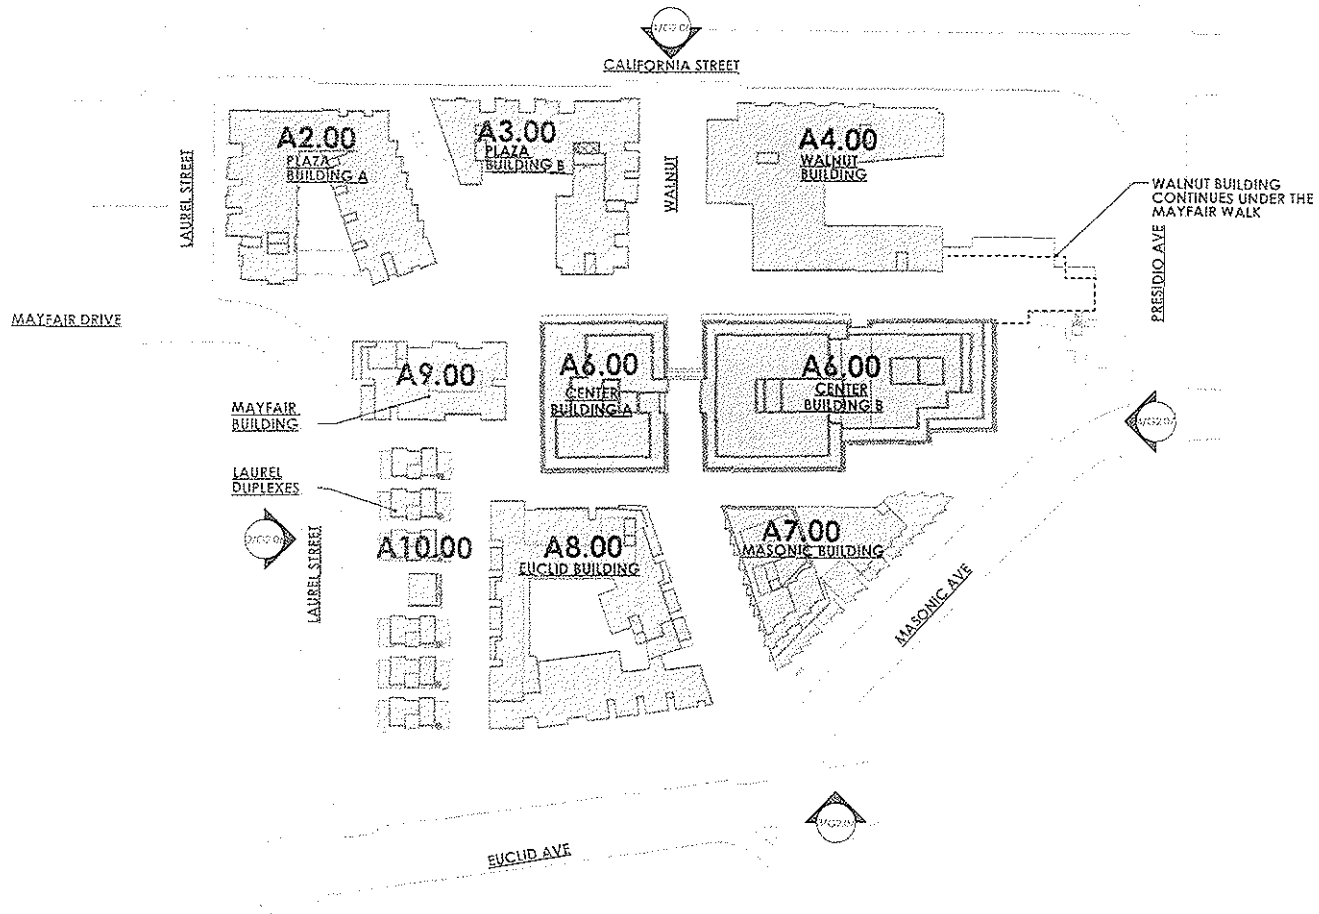 CALIFORNIA STREET
A2.00
PLAZA
BUILDING A
A3.00
PLAZA
BUILDING B
A4.00
WALNUT
BUILDING
LAUREL STREET
WALNUT
WALNUT BUILDING
CONTINUES UNDER THE
MAYFAIR WALK
PRESIDIO AVE
MAYFAIR DRIVE
A9.00
MAYFAIR
BUILDING
A6.00
CENTER
BUILDING A
A6.00
CENTER
BUILDING B
LAUREL
DUPLEXES
LAUREL STREET
A10.00
A8.00
EUCLID BUILDING
A7.00
MASONIC BUILDING
MASONIC AVE
EUCLID AVE